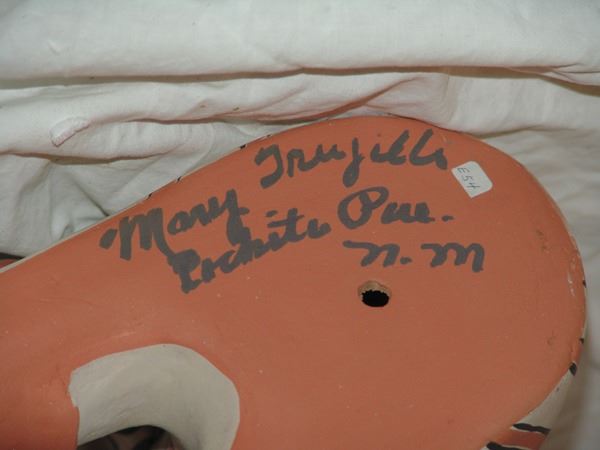 Mary Trujillo
Cochiti Pue.
N.M
E54